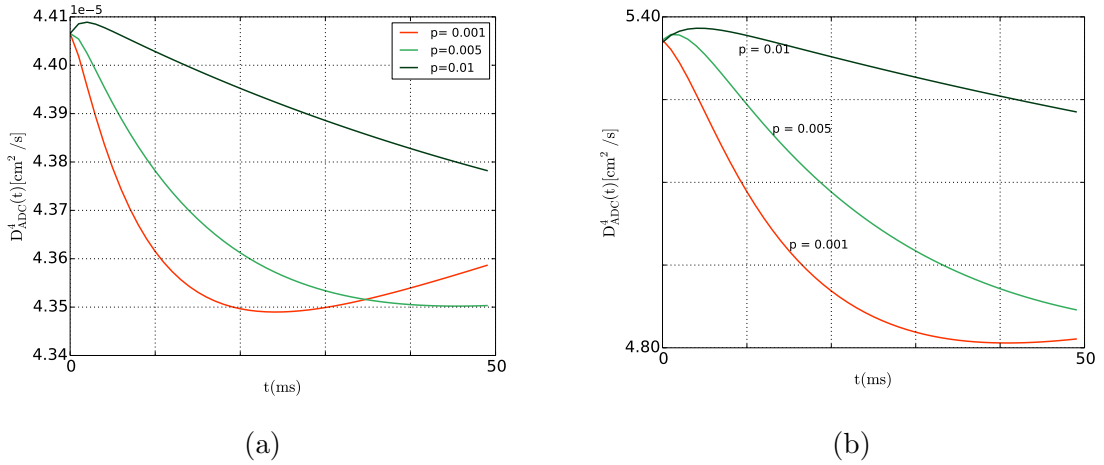 1e−5
4.41
4.40
4.39
4.38
4.37
4.36
4.35
4.34
0
50
t(ms)
D⁴_ADC(t)[cm² /s]
p= 0.001
p=0.005
p=0.01
(a)
5.40
4.80
0
50
t(ms)
D⁴_ADC(t)[cm² /s]
p = 0.01
p = 0.005
p = 0.001
(b)